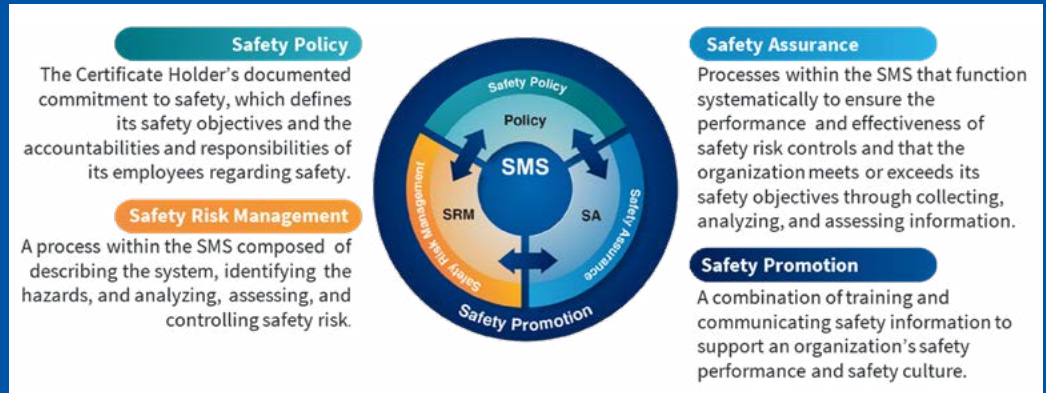 Safety Policy
The Certificate Holder's documented
commitment to safety, which defines
its safety objectives and the
accountabilities and responsibilities of
its employees regarding safety.
Safety Risk Management
A process within the SMS composed of
describing the system, identifying the
hazards, and analyzing, assessing, and
controlling safety risk.
Safety Policy
Policy
SMS
SRM
SA
Safety Risk Management
Safety Assurance
Safety Promotion
Safety Assurance
Processes within the SMS that function
systematically to ensure the
performance and effectiveness of
safety risk controls and that the
organization meets or exceeds its
safety objectives through collecting,
analyzing, and assessing information.
Safety Promotion
A combination of training and
communicating safety information to
support an organization's safety
performance and safety culture.